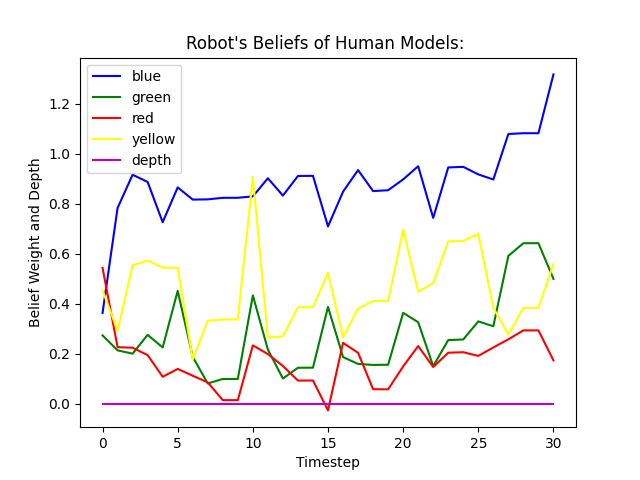 Robot's Beliefs of Human Models:
blue
green
red
yellow
depth
Belief Weight and Depth
1.2
1.0
0.8
0.6
0.4
0.2
0.0
0 5 10 15 20 25 30
Timestep